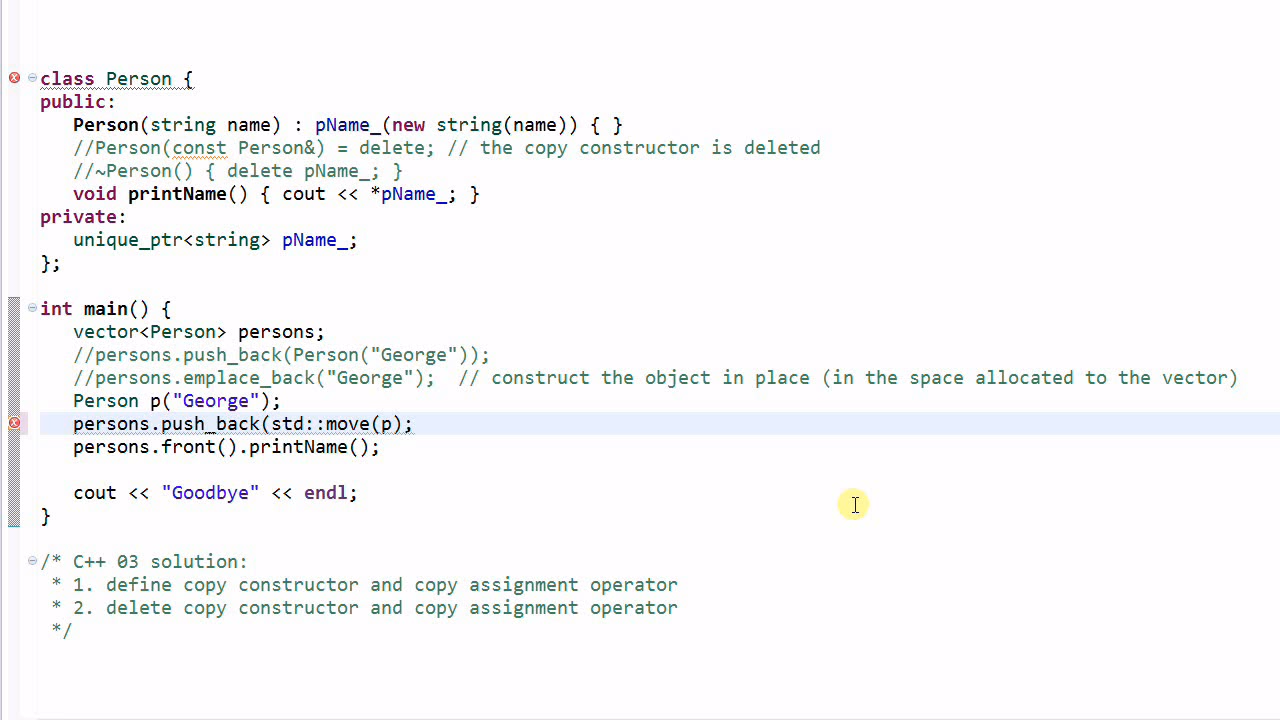 class Person {
public:
   Person(string name) : pName_(new string(name)) { }
   //Person(const Person&) = delete; // the copy constructor is deleted
   //~Person() { delete pName_; }
   void printName() { cout << *pName_; }
private:
   unique_ptr<string> pName_;
};
int main() {
   vector<Person> persons;
   //persons.push_back(Person("George"));
   //persons.emplace_back("George");  // construct the object in place (in the space allocated to the vector)
   Person p("George");
   persons.push_back(std::move(p);
   persons.front().printName();
   cout << "Goodbye" << endl;
}
/* C++ 03 solution:
 * 1. define copy constructor and copy assignment operator
 * 2. delete copy constructor and copy assignment operator
 */